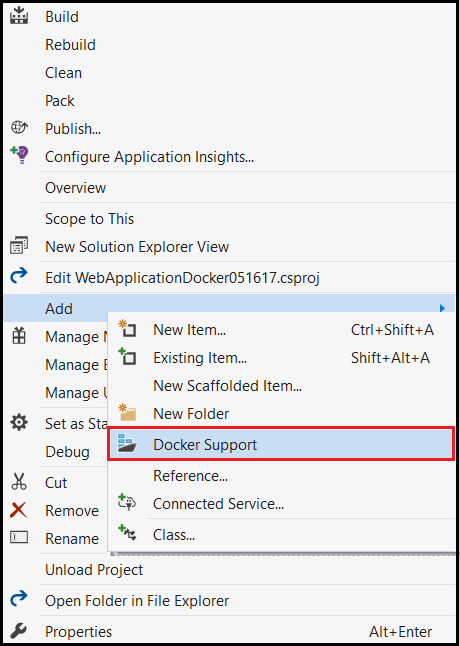 Build
Rebuild
Clean
Pack
Publish...
Configure Application Insights...
Overview
Scope to This
New Solution Explorer View
Edit WebApplicationDocker051617.csproj
Add
New Item... Ctrl+Shift+A
Manage
Existing Item... Shift+Alt+A
Manage
New Scaffolded Item...
Manage
New Folder
Set as
Docker Support
Debug
Reference...
Cut
Connected Service...
Remove
Class...
Rename
Unload Project
Open Folder in File Explorer
Properties Alt+Enter